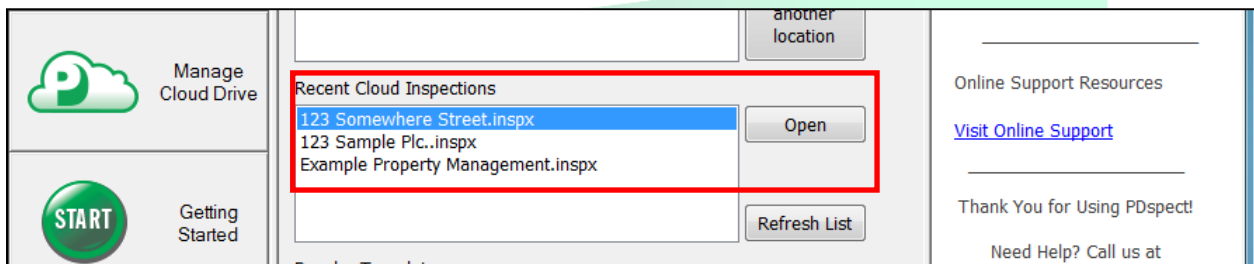 another
location
Manage
Cloud Drive
Recent Cloud Inspections
123 Somewhere Street.inspx
123 Sample Plc..inspx
Example Property Management.inspx
Open
Online Support Resources
Visit Online Support
START
Getting
Started
Refresh List
Thank You for Using PDspect!
Need Help? Call us at